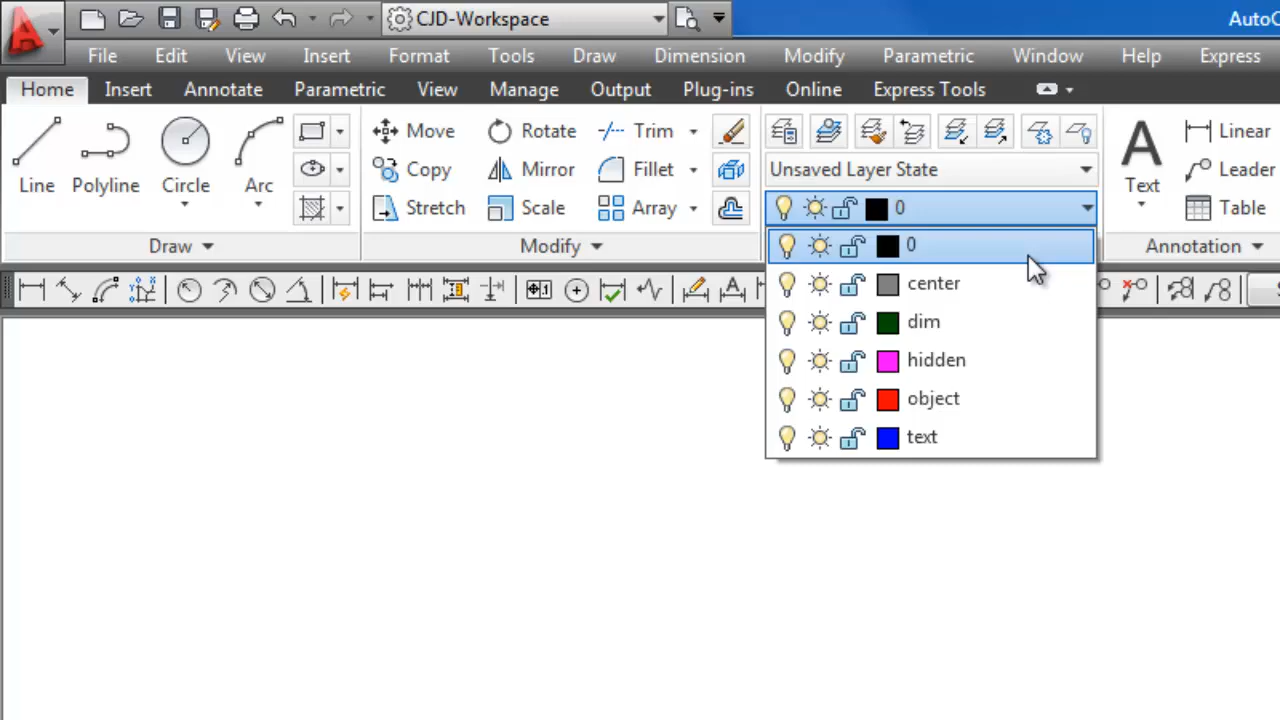 CJD-Workspace AutoC
File Edit View Insert Format Tools Draw Dimension Modify Parametric Window Help Express
Home Insert Annotate Parametric View Manage Output Plug-ins Online Express Tools
Move Rotate Trim Linear
Copy Mirror Fillet Unsaved Layer State Leader
Line Polyline Circle Arc Text
Stretch Scale Array 0 Table
Draw Modify 0 Annotation
center
dim
hidden
object
text